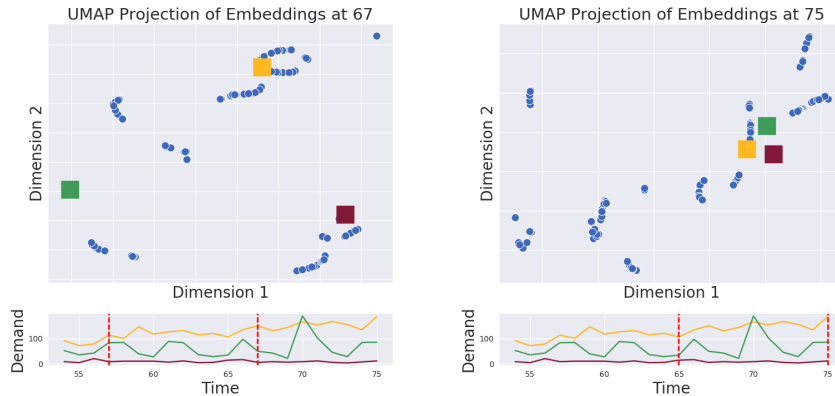 UMAP Projection of Embeddings at 67
Dimension 2
Dimension 1
Demand
100
0
55
60
65
70
75
Time
UMAP Projection of Embeddings at 75
Dimension 2
Dimension 1
Demand
100
0
55
60
65
70
75
Time